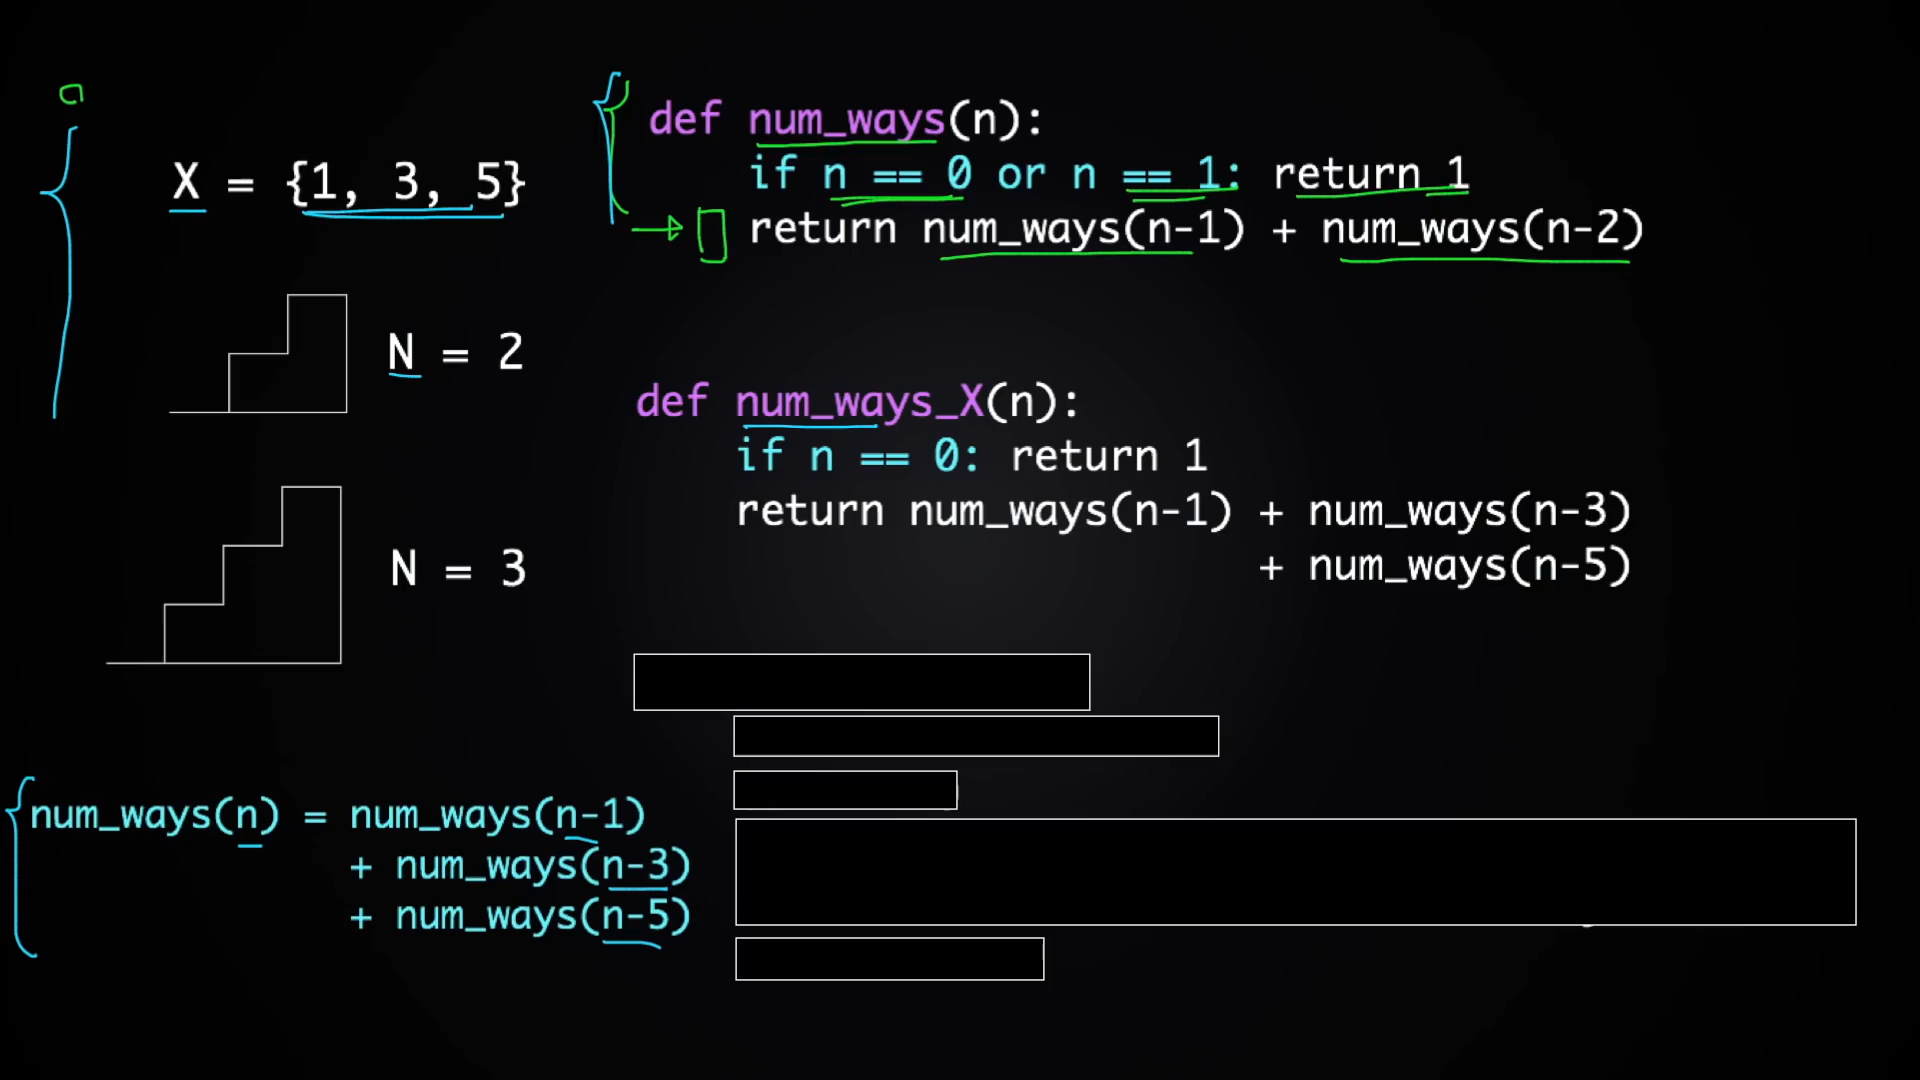 X = {1, 3, 5}
N = 2
N = 3
num_ways(n) = num_ways(n-1)
+ num_ways(n-3)
+ num_ways(n-5)
def num_ways(n):
if n == 0 or n == 1: return 1
return num_ways(n-1) + num_ways(n-2)
def num_ways_X(n):
if n == 0: return 1
return num_ways(n-1) + num_ways(n-3)
+ num_ways(n-5)